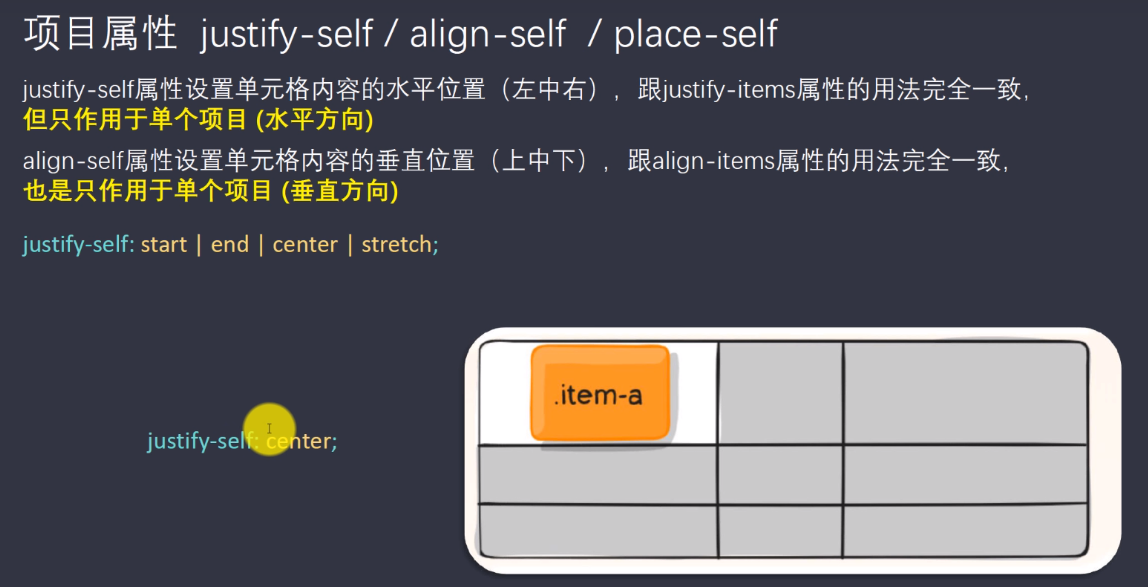 项目属性 justify-self / align-self / place-self
justify-self属性设置单元格内容的水平位置（左中右），跟justify-items属性的用法完全一致，
但只作用于单个项目 (水平方向)
align-self属性设置单元格内容的垂直位置（上中下），跟align-items属性的用法完全一致，
也是只作用于单个项目 (垂直方向)
justify-self: start | end | center | stretch;
.item-a
justify-self: center;